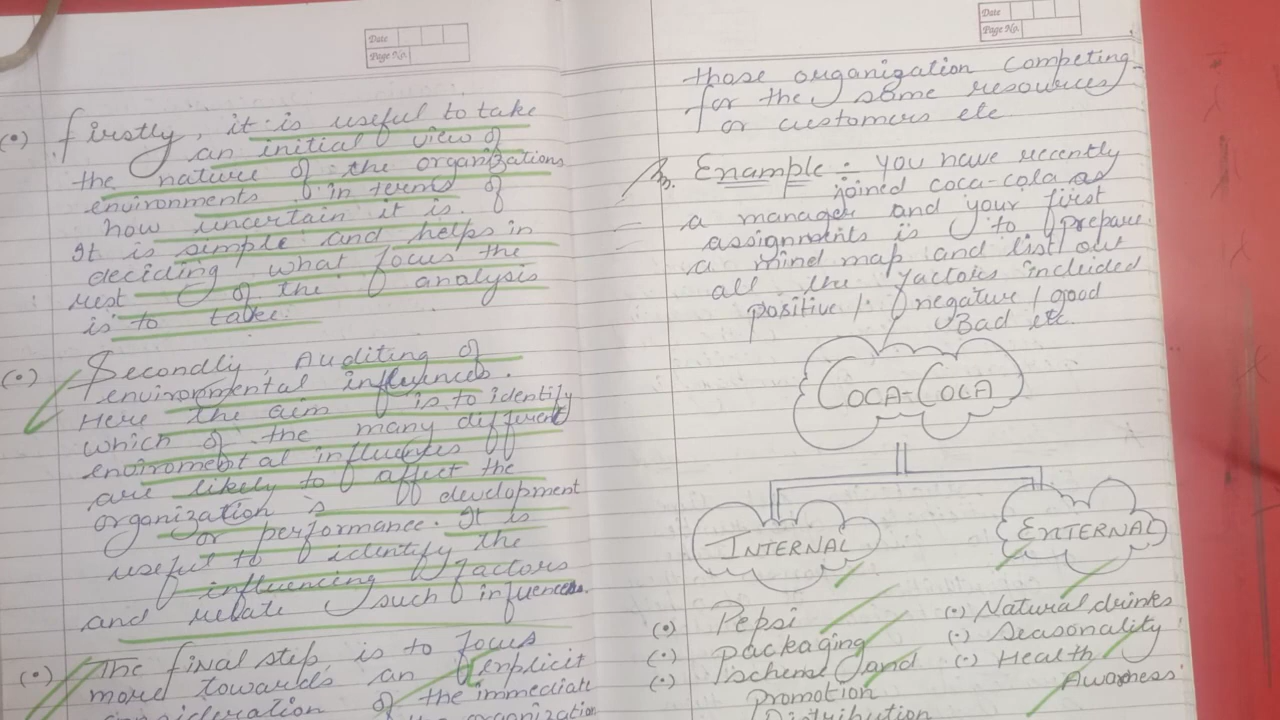 Date
Page No.
(•) firstly, it is useful to take
an initial view of
the nature of the organizations
environments in terms of
how uncertain it is.
It is simple and helps in
deciding what focus the
rest of the analysis
is to take.
(•) Secondly, Auditing of
environmental influences.
Here the aim is to identify
which of the many different
enviromental influences
are likely to affect the
organization's development
or performance. It is
useful to identify the
influencing factors
and relate such influences.
(•) The final step, is to focus
more towards an explicit
consideration of the immediate
the organization
Date
Page No.
those organization competing
for the some resources
or customers etc
Example :- You have recently
joined coca-cola as
a manager and your first
assignments is to prepare
a mind map and list out
all the factors included
positive / negative / good
Bad etc.
COCA-COLA
INTERNAL
EXTERNAL
(•) Pepsi
(•) Packaging
(•) Scheme and
promotion
Distribution
(•) Natural drinks
(•) Seasonality
(•) Health
Awarness